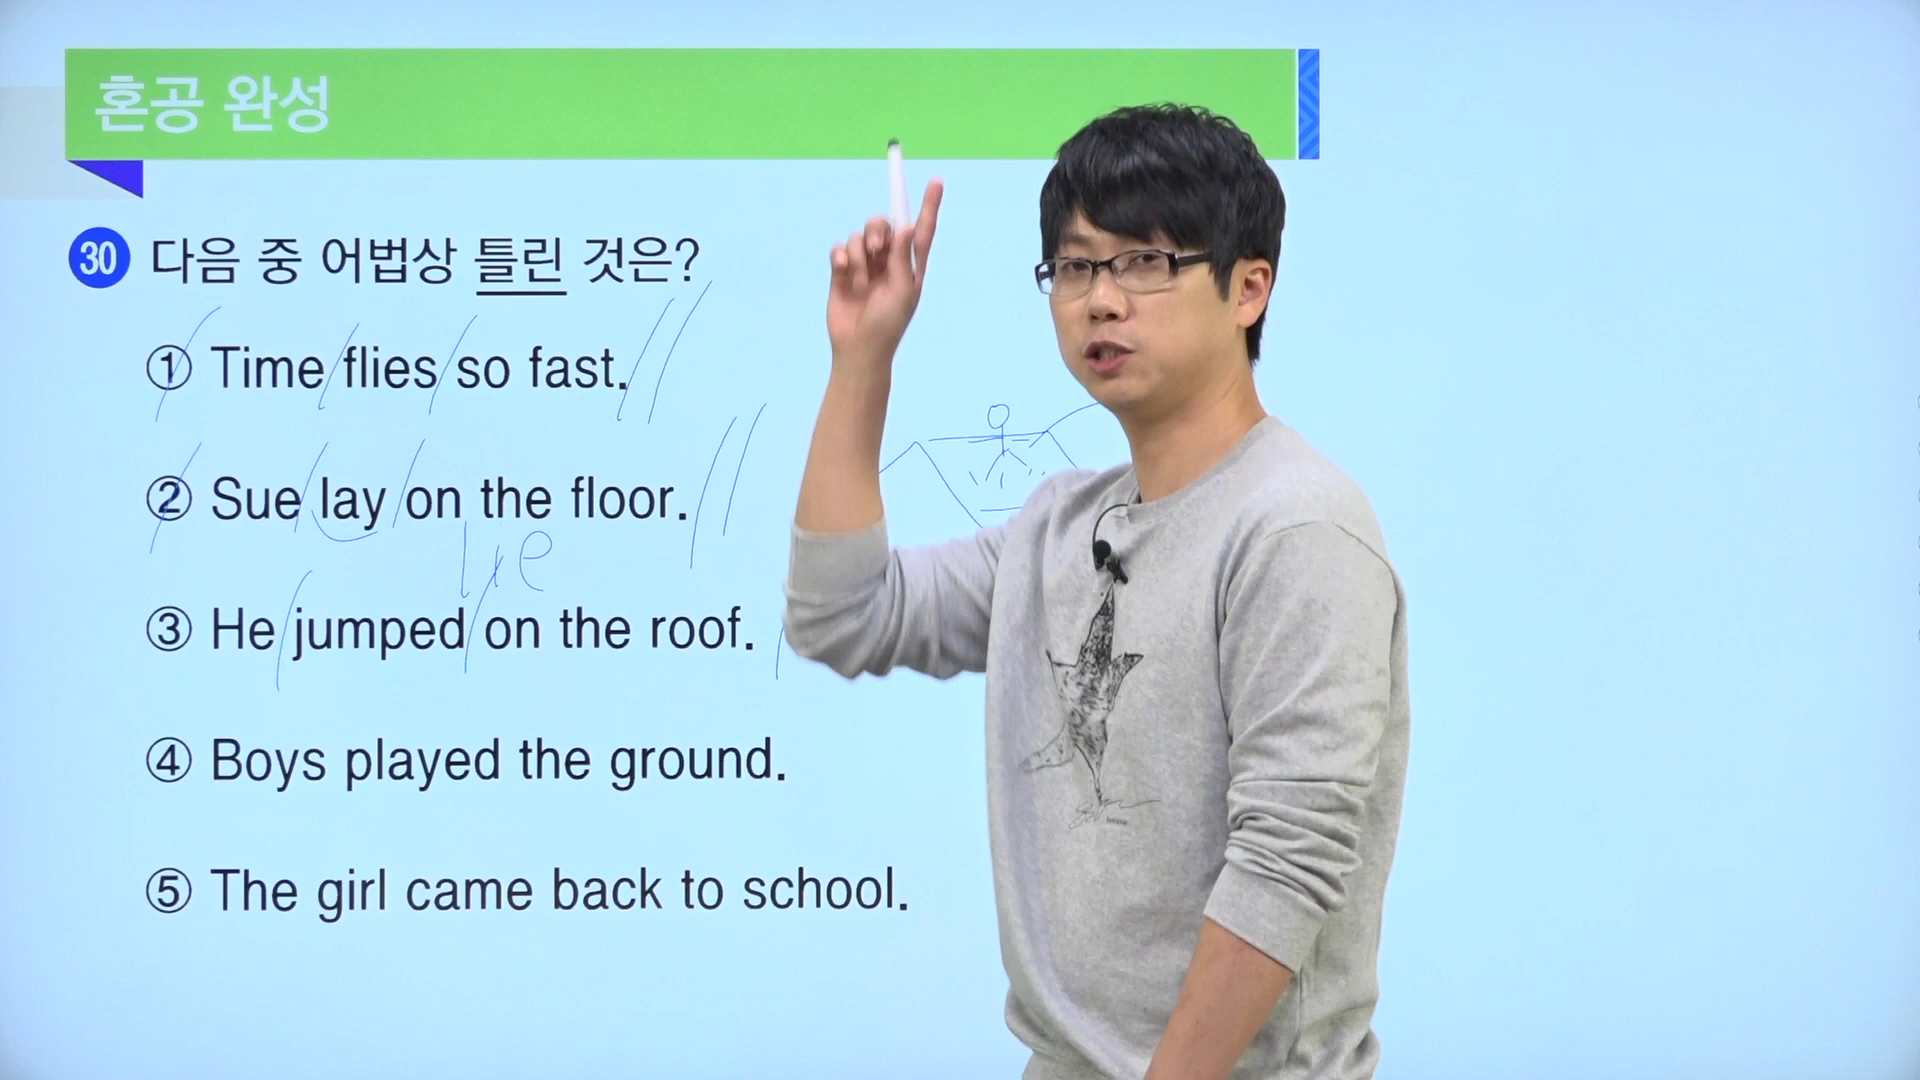 혼공 완성
30 다음 중 어법상 틀린 것은?
① Time flies so fast.
② Sue lay on the floor.
lie
③ He jumped on the roof.
④ Boys played the ground.
⑤ The girl came back to school.